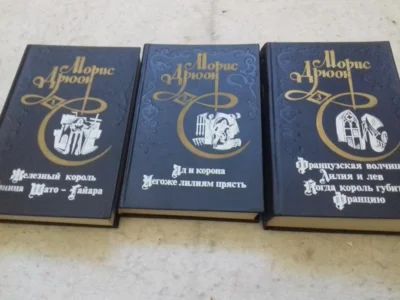 Морис
Дрюон
Железный король
Узница Шато - Гайара
Морис
Дрюон
Яд и корона
Негоже лилиям прясть
Морис
Дрюон
Французская волчица
Лилия и лев
Когда король губит
Францию